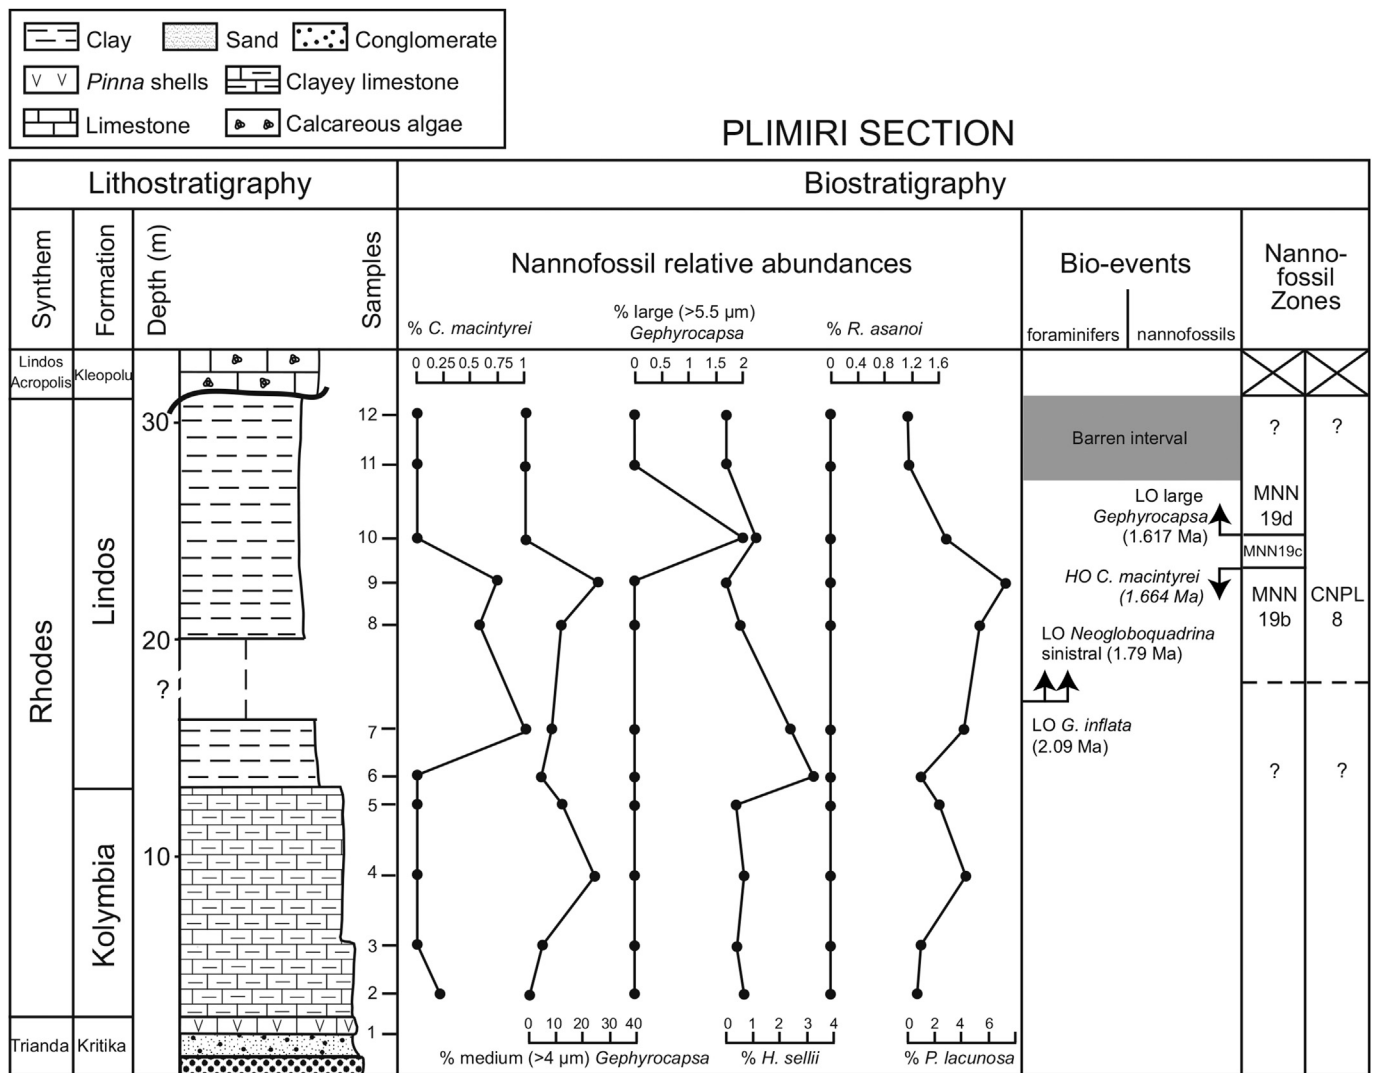 Clay Sand Conglomerate
Pinna shells Clayey limestone
Limestone Calcareous algae
PLIMIRI SECTION
Lithostratigraphy Biostratigraphy
Synthem
Formation
Depth (m)
Samples
Nannofossil relative abundances
% C. macintyrei
% large (>5.5 µm)
Gephyrocapsa
% R. asanoi
Bio-events
foraminifers nannofossils
Nanno-
fossil
Zones
Lindos
Acropolis
Kleopolu
0 0.25 0.5 0.75 1
0 0.5 1 1.5 2
0 0.4 0.8 1.2 1.6
Rhodes
Lindos
Kolymbia
Trianda Kritika
30
20
?
10
12
11
10
9
8
7
6
5
4
3
2
1
Barren interval
? ?
LO large
Gephyrocapsa
(1.617 Ma)
MNN
19d
MNN19c
HO C. macintyrei
(1.664 Ma)
MNN
19b
CNPL
8
LO Neogloboquadrina
sinistral (1.79 Ma)
LO G. inflata
(2.09 Ma)
? ?
0 10 20 30 40
0 1 2 3 4
0 2 4 6
% medium (>4 µm) Gephyrocapsa
% H. sellii
% P. lacunosa